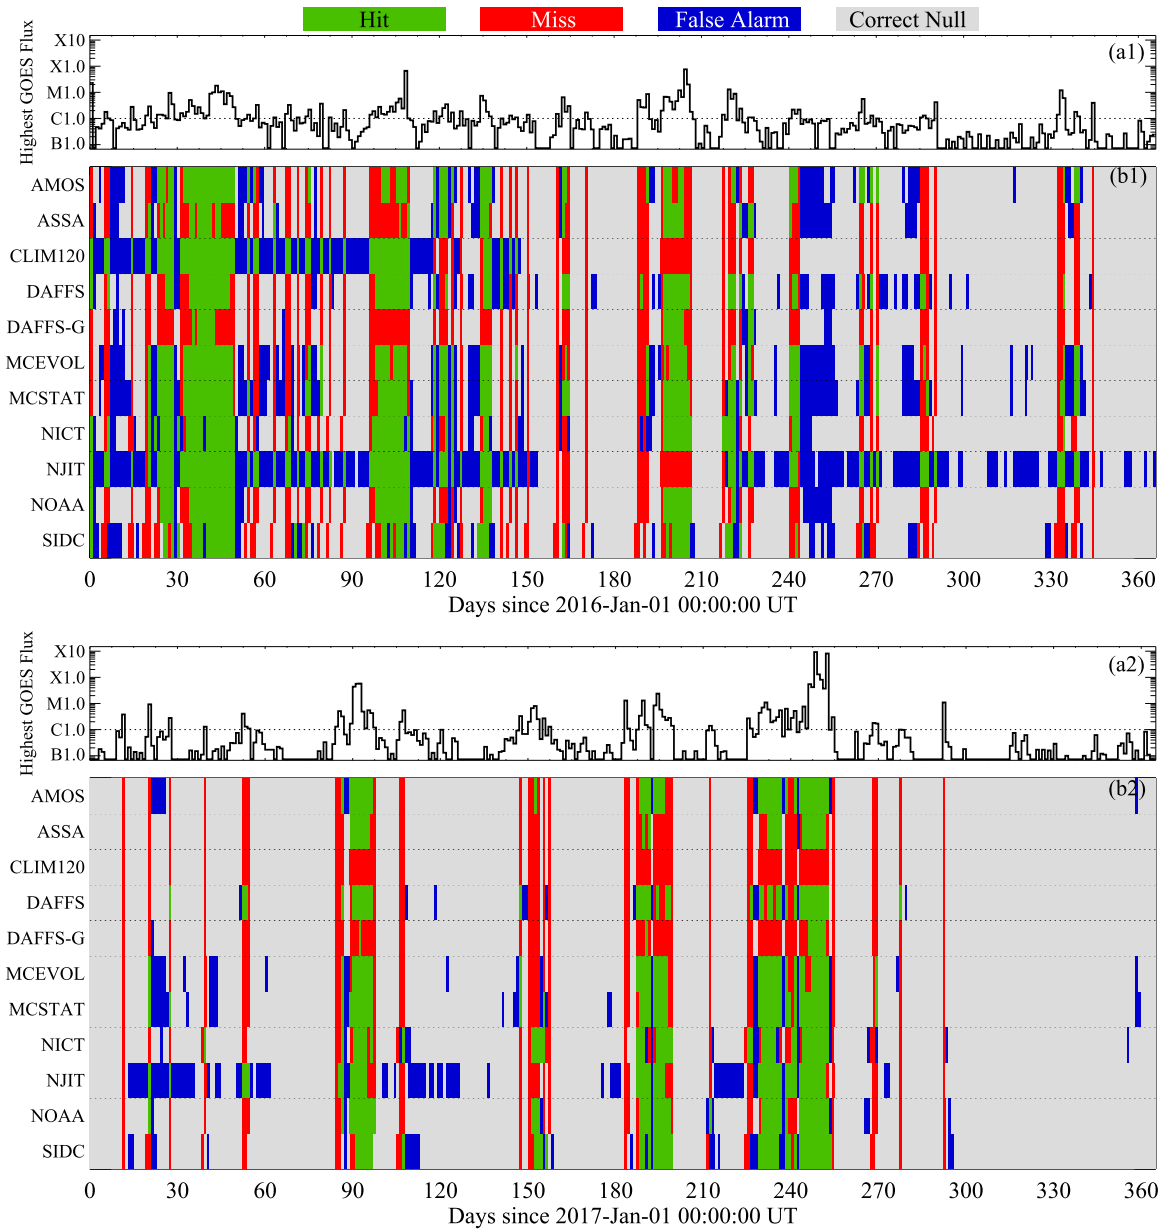 Hit Miss False Alarm Correct Null
Highest GOES Flux
X10
X1.0
M1.0
C1.0
B1.0
(a1)
(b1)
AMOS
ASSA
CLIM120
DAFFS
DAFFS-G
MCEVOL
MCSTAT
NICT
NJIT
NOAA
SIDC
0 30 60 90 120 150 180 210 240 270 300 330 360
Days since 2016-Jan-01 00:00:00 UT
Highest GOES Flux
X10
X1.0
M1.0
C1.0
B1.0
(a2)
(b2)
AMOS
ASSA
CLIM120
DAFFS
DAFFS-G
MCEVOL
MCSTAT
NICT
NJIT
NOAA
SIDC
0 30 60 90 120 150 180 210 240 270 300 330 360
Days since 2017-Jan-01 00:00:00 UT